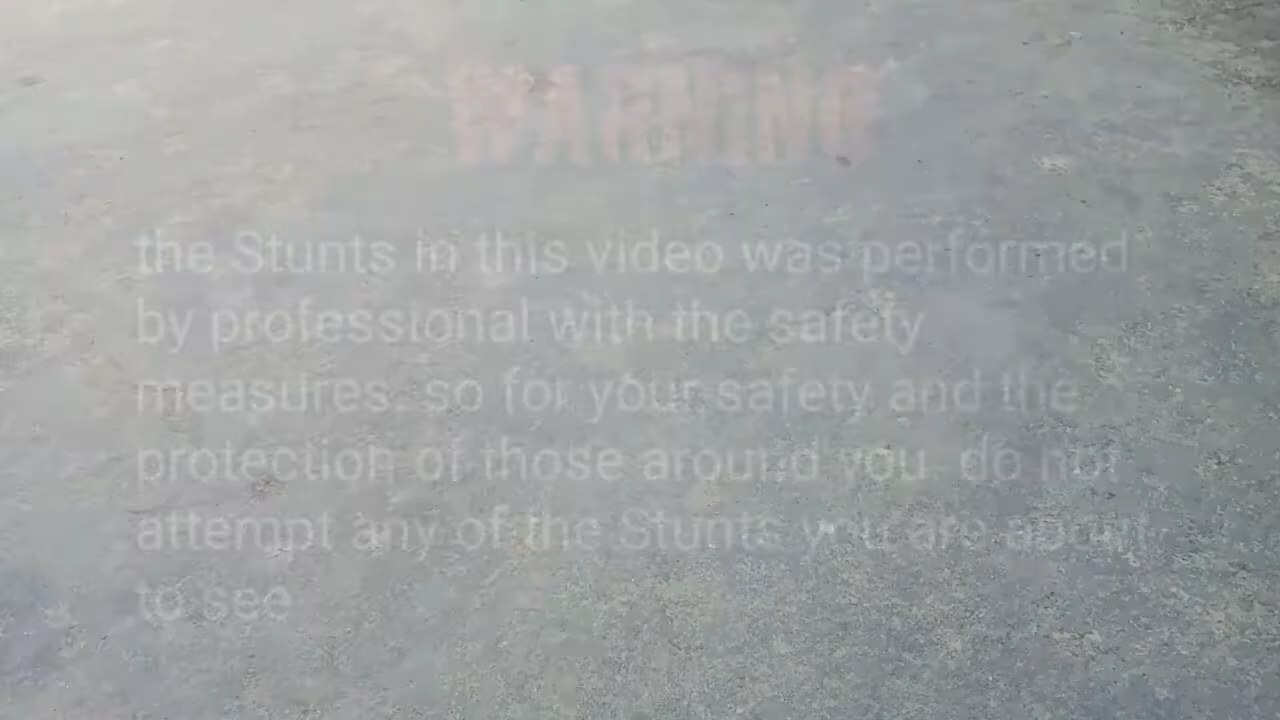 WARNING
the Stunts in this video was performed
by professional with the safety
measures. so for your safety and the
protection of those around you do not
attempt any of the Stunts you are about
to see